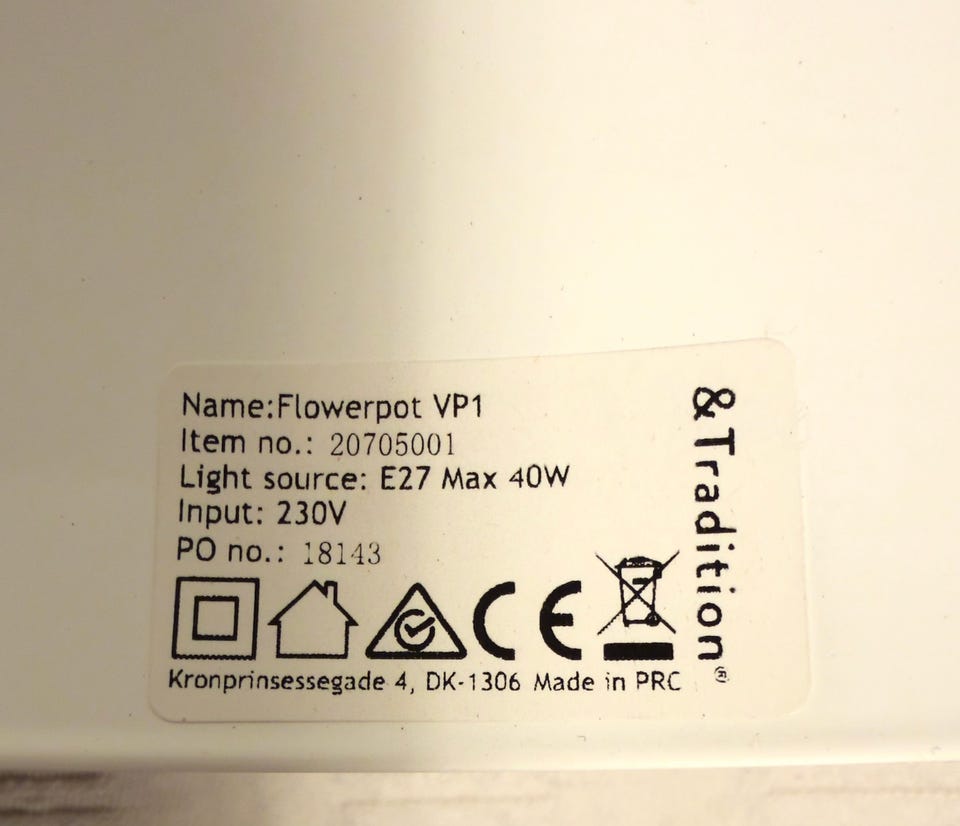 Name:Flowerpot VP1
Item no.: 20705001
Light source: E27 Max 40W
Input: 230V
PO no.: 18143
CE
Kronprinsessegade 4, DK-1306 Made in PRC
&Tradition®